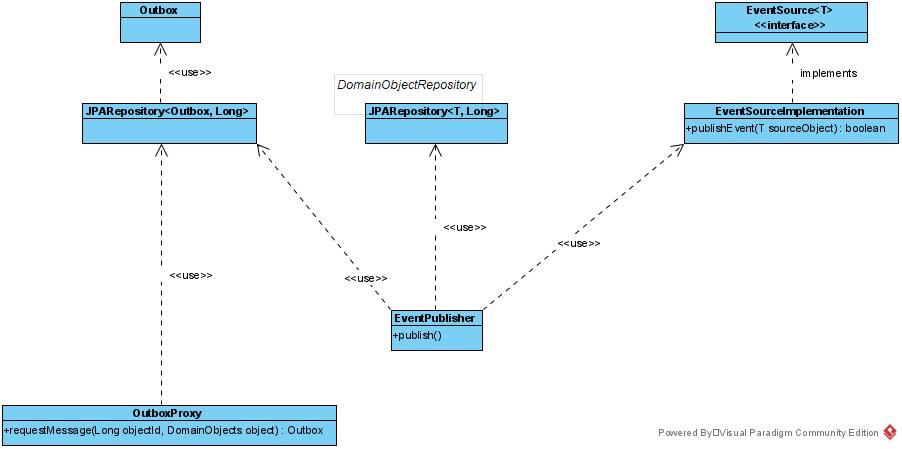 Outbox
EventSource<T>
<<interface>>
<<use>>
implements
DomainObjectRepository
JPARepository<Outbox, Long>
JPARepository<T, Long>
EventSourceImplementation
+publishEvent(T sourceObject) : boolean
<<use>>
<<use>>
<<use>>
<<use>>
EventPublisher
+publish()
OutboxProxy
+requestMessage(Long objectId, DomainObjects object) : Outbox
Powered By Visual Paradigm Community Edition